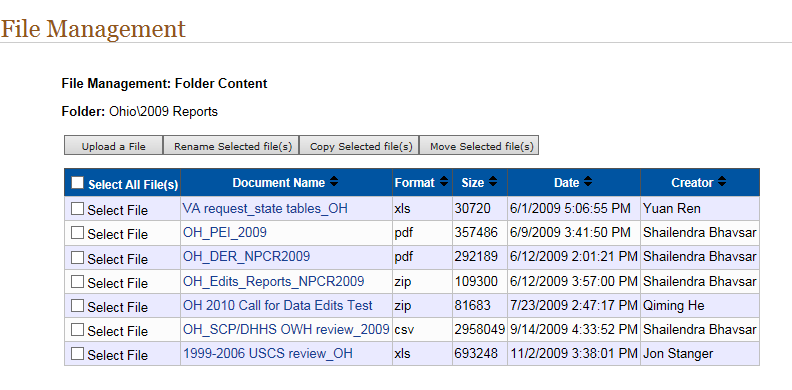 File Management
File Management: Folder Content
Folder: Ohio\2009 Reports
Upload a File Rename Selected file(s) Copy Selected file(s) Move Selected file(s)
Select All File(s) Document Name Format Size Date Creator
Select File VA request_state tables_OH xls 30720 6/1/2009 5:06:55 PM Yuan Ren
Select File OH_PEI_2009 pdf 357486 6/9/2009 3:41:50 PM Shailendra Bhavsar
Select File OH_DER_NPCR2009 pdf 292189 6/12/2009 2:01:21 PM Shailendra Bhavsar
Select File OH_Edits_Reports_NPCR2009 zip 109300 6/12/2009 3:57:00 PM Shailendra Bhavsar
Select File OH 2010 Call for Data Edits Test zip 81683 7/23/2009 2:47:17 PM Qiming He
Select File OH_SCP/DHHS OWH review_2009 csv 2958049 9/14/2009 4:33:52 PM Shailendra Bhavsar
Select File 1999-2006 USCS review_OH xls 693248 11/2/2009 3:38:01 PM Jon Stanger